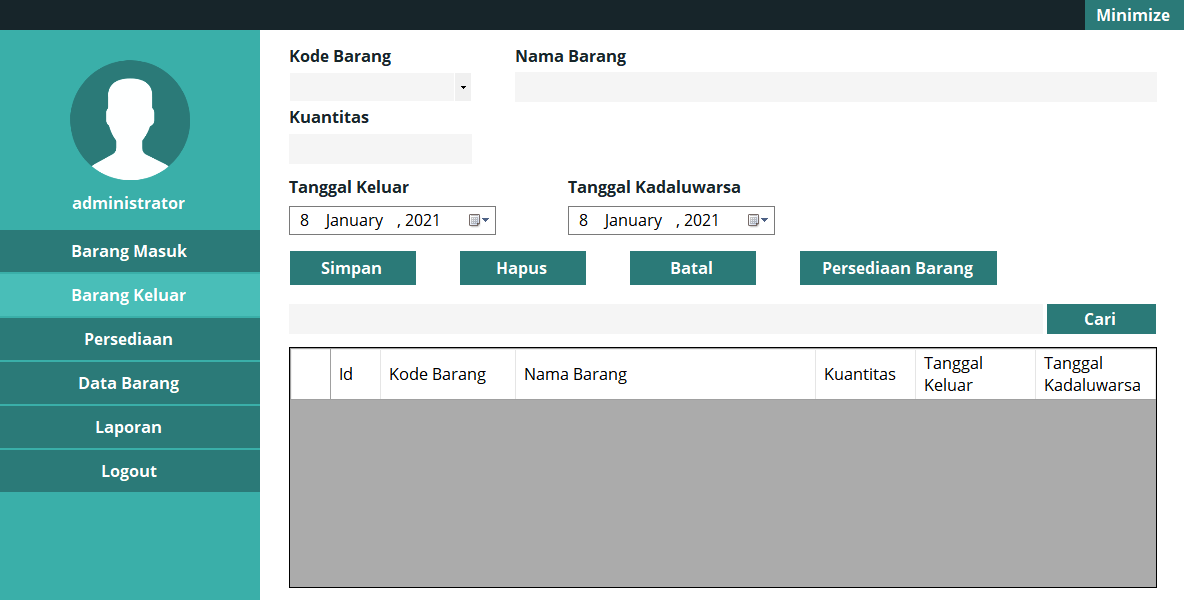 Minimize
administrator
Barang Masuk
Barang Keluar
Persediaan
Data Barang
Laporan
Logout
Kode Barang
Nama Barang
Kuantitas
Tanggal Keluar
Tanggal Kadaluwarsa
8 January , 2021
8 January , 2021
Simpan
Hapus
Batal
Persediaan Barang
Cari
Id
Kode Barang
Nama Barang
Kuantitas
Tanggal
Keluar
Tanggal
Kadaluwarsa